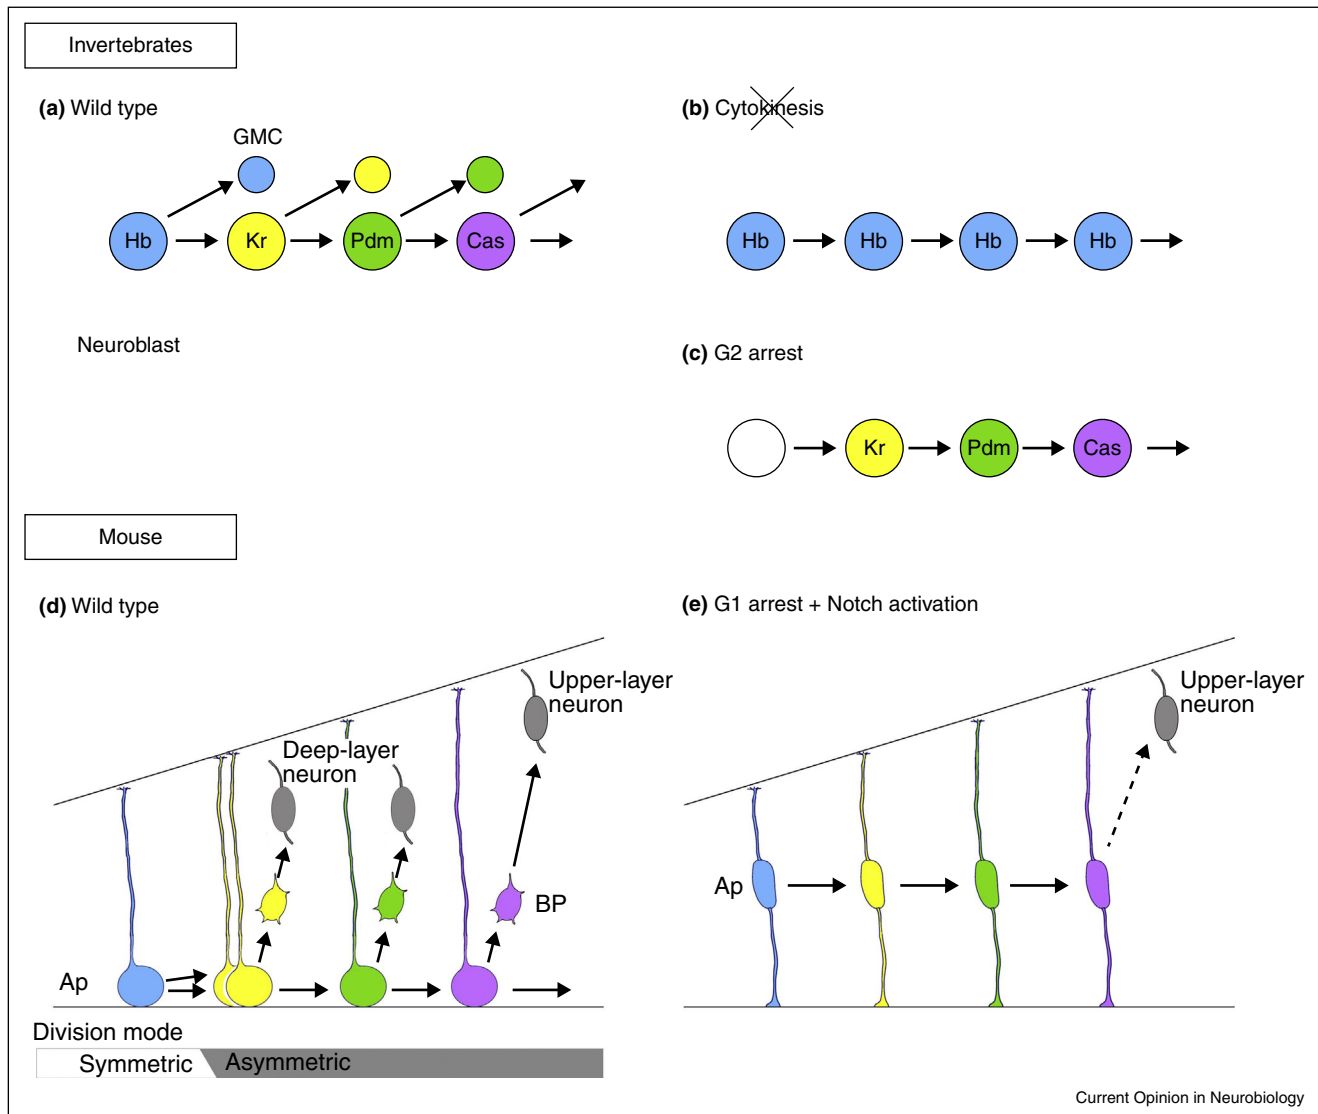 Invertebrates
(a) Wild type
GMC
Hb
Kr
Pdm
Cas
Neuroblast
(b) Cytokinesis
Hb
Hb
Hb
Hb
(c) G2 arrest
Kr
Pdm
Cas
Mouse
(d) Wild type
Upper-layer
neuron
Deep-layer
neuron
BP
Ap
Division mode
Symmetric
Asymmetric
(e) G1 arrest + Notch activation
Upper-layer
neuron
Ap
Current Opinion in Neurobiology